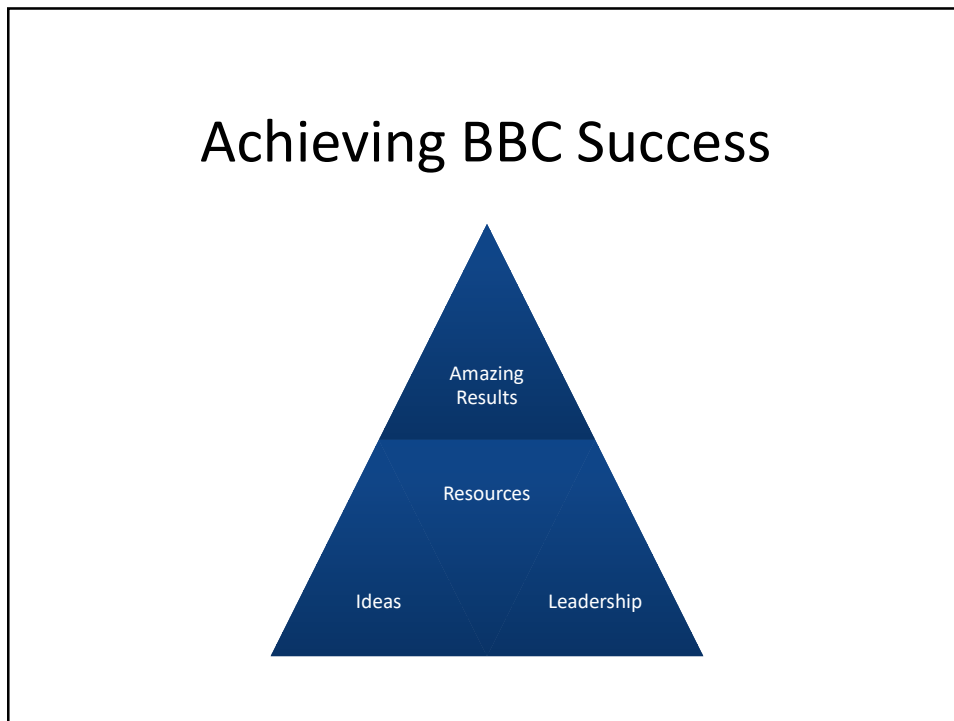 Achieving BBC Success
Amazing
Results
Resources
Ideas
Leadership